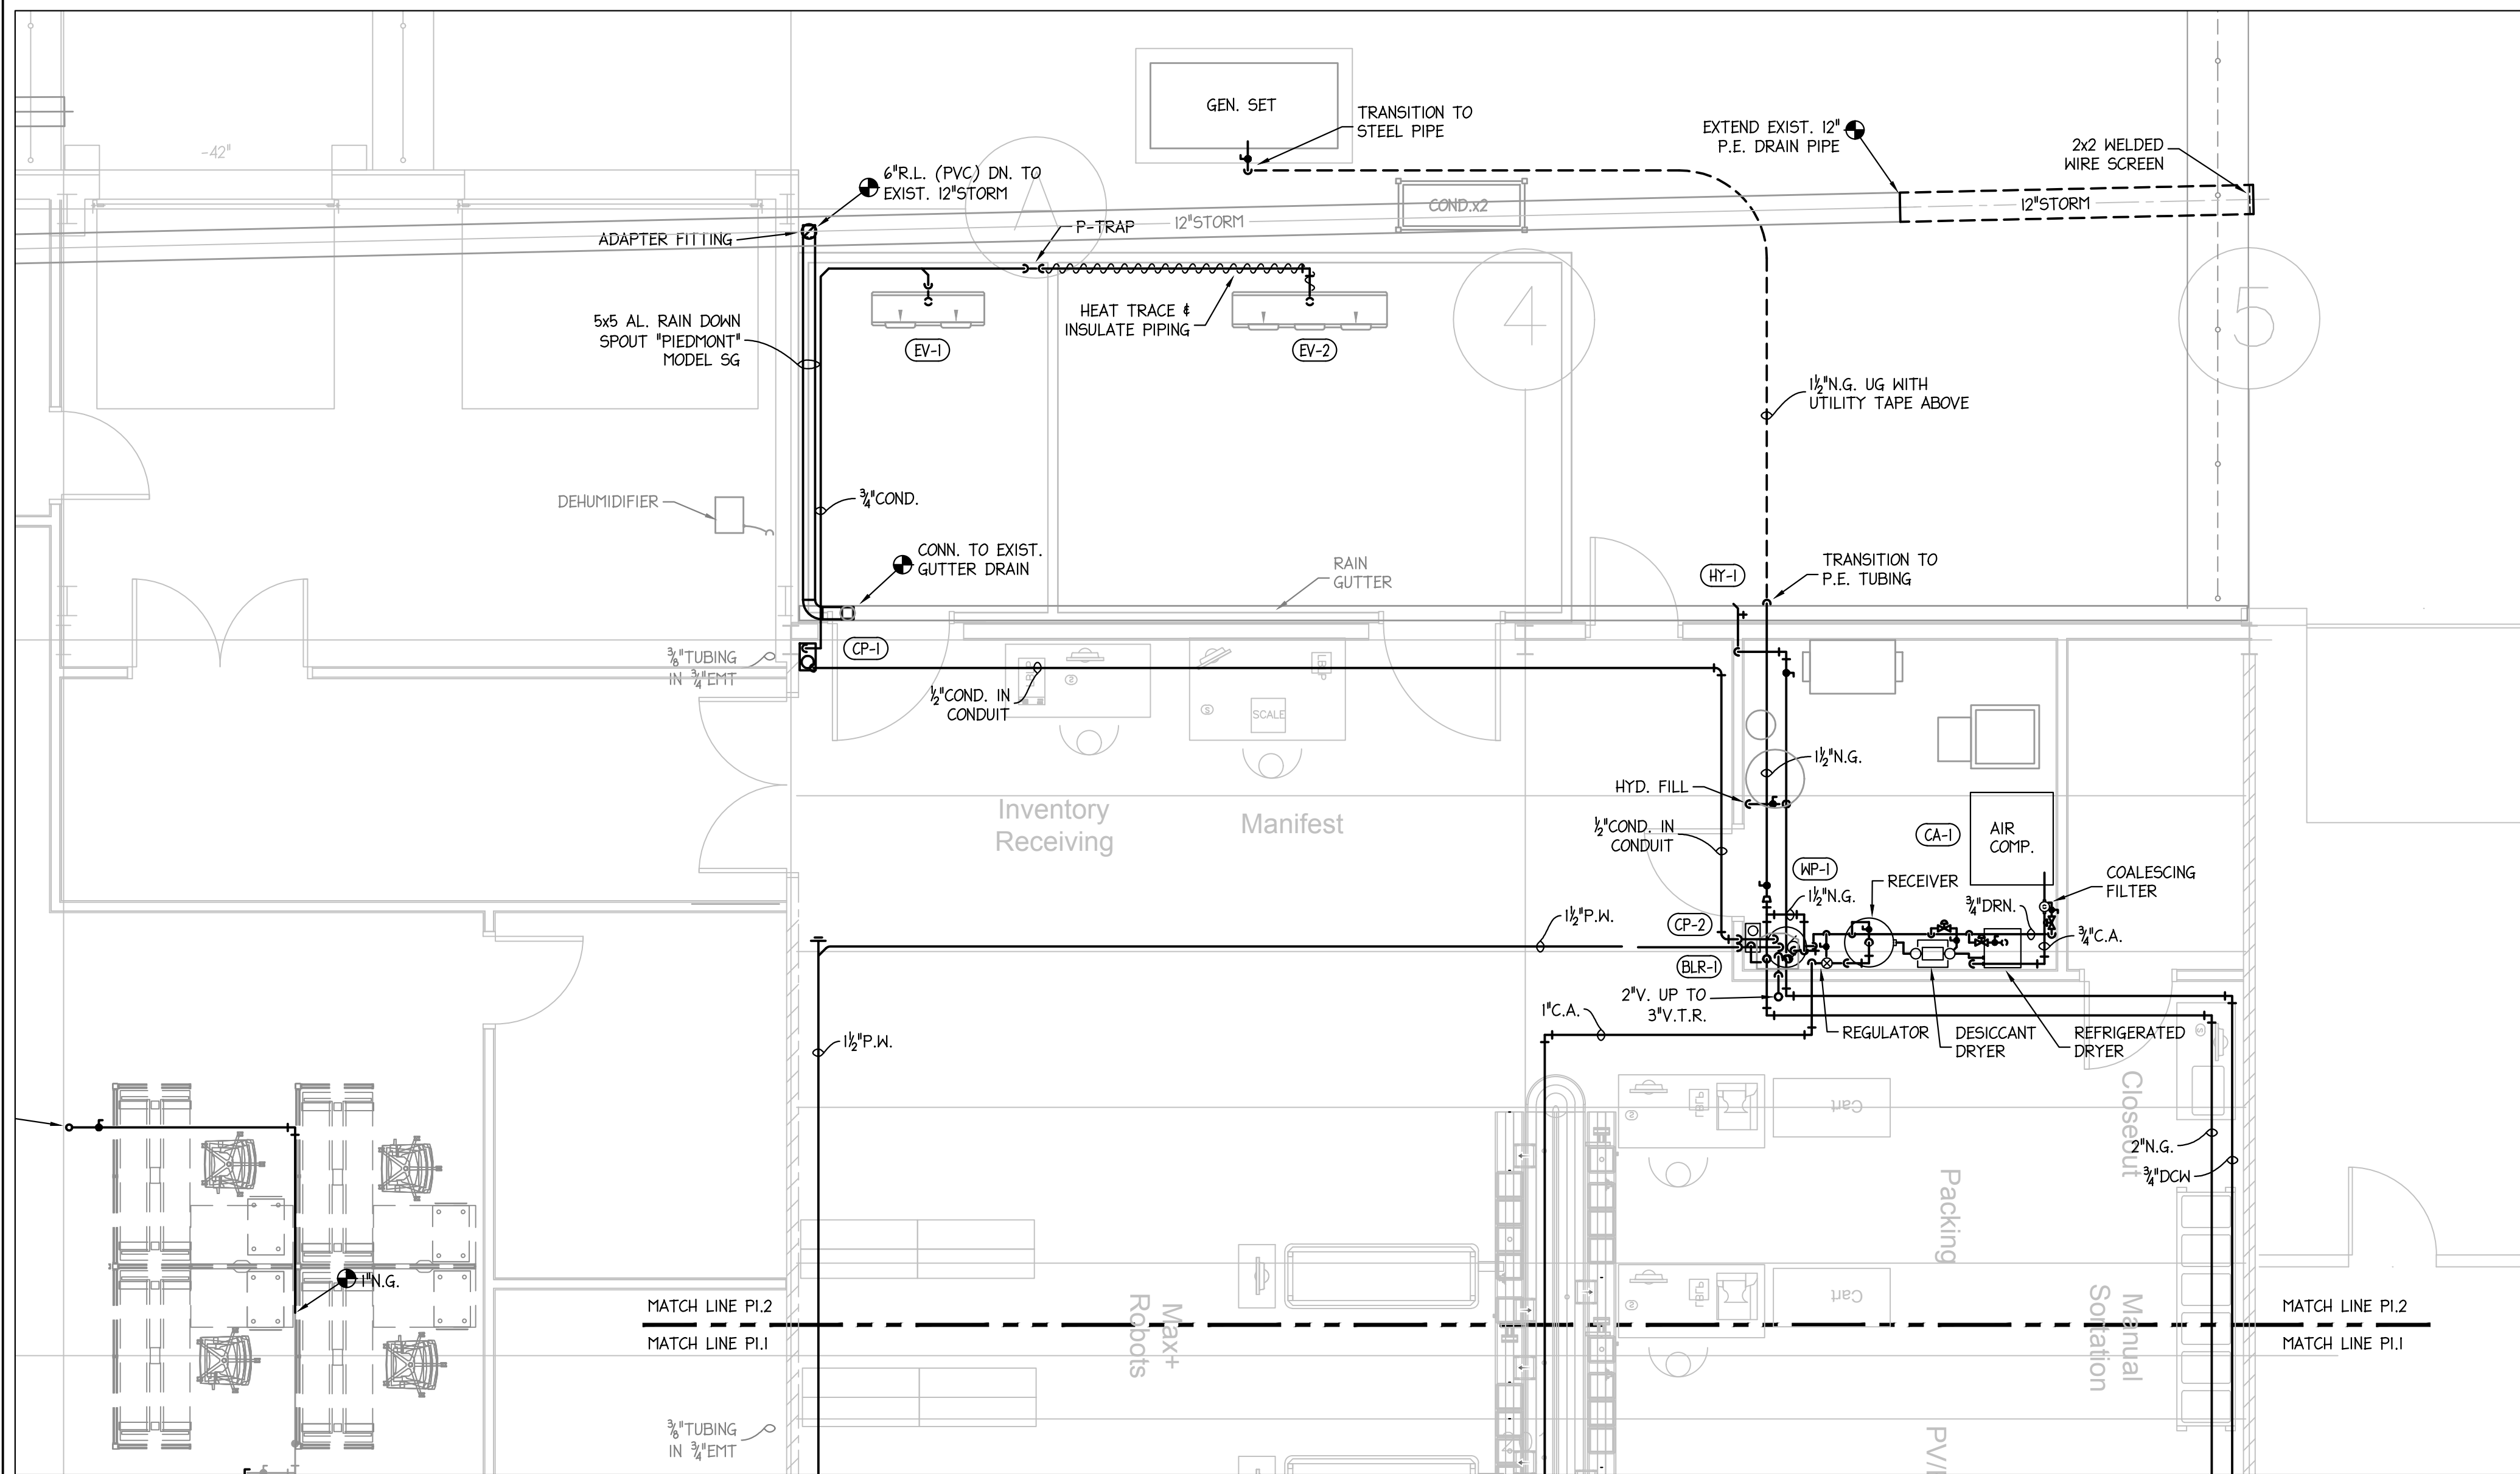 GEN. SET
TRANSITION TO
STEEL PIPE
EXTEND EXIST. 12"
P.E. DRAIN PIPE
2x2 WELDED
WIRE SCREEN
-42"
6"R.L. (PVC) DN. TO
EXIST. 12"STORM
COND.x2
12"STORM
12"STORM
P-TRAP
ADAPTER FITTING
A
4
5
5x5 AL. RAIN DOWN
SPOUT "PIEDMONT"
MODEL SG
HEAT TRACE &
INSULATE PIPING
EV-1
EV-2
1½"N.G. UG WITH
UTILITY TAPE ABOVE
DEHUMIDIFIER
¾"COND.
CONN. TO EXIST.
GUTTER DRAIN
RAIN
GUTTER
HY-1
TRANSITION TO
P.E. TUBING
CP-1
⅜"TUBING
IN ¾"EMT
½"COND. IN
CONDUIT
S
S
SCALE
1½"N.G.
HYD. FILL
Inventory
Receiving
Manifest
½"COND. IN
CONDUIT
CA-1
AIR
COMP.
WP-1
RECEIVER
COALESCING
FILTER
1½"N.G.
¾"DRN.
1½"P.W.
CP-2
¾"C.A.
BLR-1
2"V. UP TO
3"V.T.R.
1"C.A.
REGULATOR
DESICCANT
DRYER
REFRIGERATED
DRYER
1½"P.W.
S
S
Cart
Closeout
2"N.G.
¾"DCW
Packing
1"N.G.
S
Cart
MATCH LINE P1.2
MATCH LINE P1.1
Max+
Robots
Manual
Sortation
MATCH LINE P1.2
MATCH LINE P1.1
⅜"TUBING
IN ¾"EMT